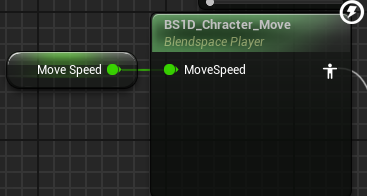 BS1D_Chracter_Move
Blendspace Player
Move Speed
MoveSpeed